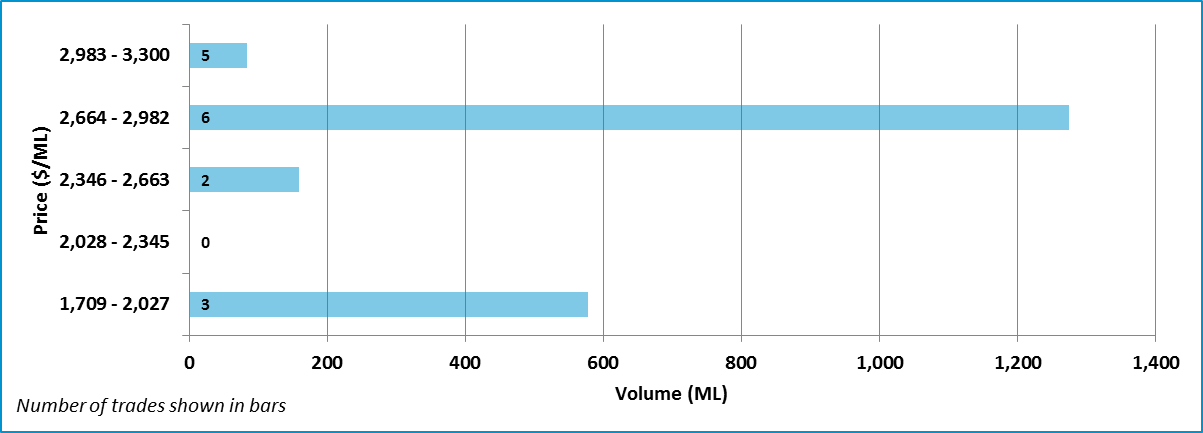 Price ($/ML)
2,983 - 3,300
5
2,664 - 2,982
6
2,346 - 2,663
2
2,028 - 2,345
0
1,709 - 2,027
3
0 200 400 600 800 1,000 1,200 1,400
Volume (ML)
Number of trades shown in bars